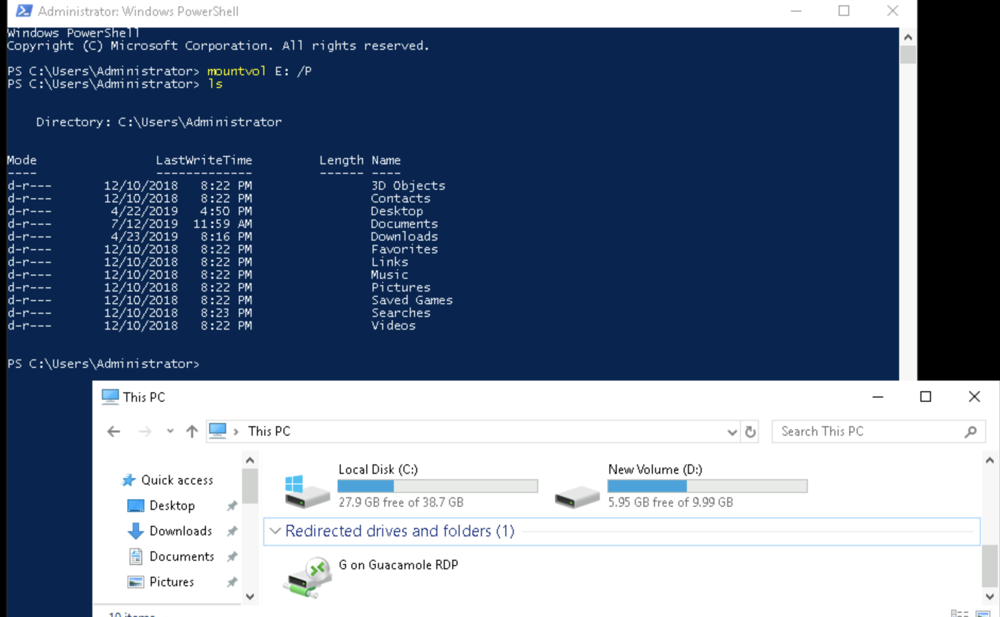 Administrator: Windows PowerShell
Windows PowerShell
Copyright (C) Microsoft Corporation. All rights reserved.
PS C:\Users\Administrator> mountvol E: /P
PS C:\Users\Administrator> ls
Directory: C:\Users\Administrator
Mode LastWriteTime Length Name
---- ------------- ------ ----
d-r--- 12/10/2018 8:22 PM 3D Objects
d-r--- 12/10/2018 8:22 PM Contacts
d-r--- 4/22/2019 4:50 PM Desktop
d-r--- 7/12/2019 11:59 AM Documents
d-r--- 4/23/2019 8:16 PM Downloads
d-r--- 12/10/2018 8:22 PM Favorites
d-r--- 12/10/2018 8:22 PM Links
d-r--- 12/10/2018 8:22 PM Music
d-r--- 12/10/2018 8:22 PM Pictures
d-r--- 12/10/2018 8:22 PM Saved Games
d-r--- 12/10/2018 8:23 PM Searches
d-r--- 12/10/2018 8:22 PM Videos
PS C:\Users\Administrator>
This PC
This PC
Search This PC
Quick access
Desktop
Downloads
Documents
Pictures
Local Disk (C:)
27.9 GB free of 38.7 GB
New Volume (D:)
5.95 GB free of 9.99 GB
Redirected drives and folders (1)
G on Guacamole RDP
10 items